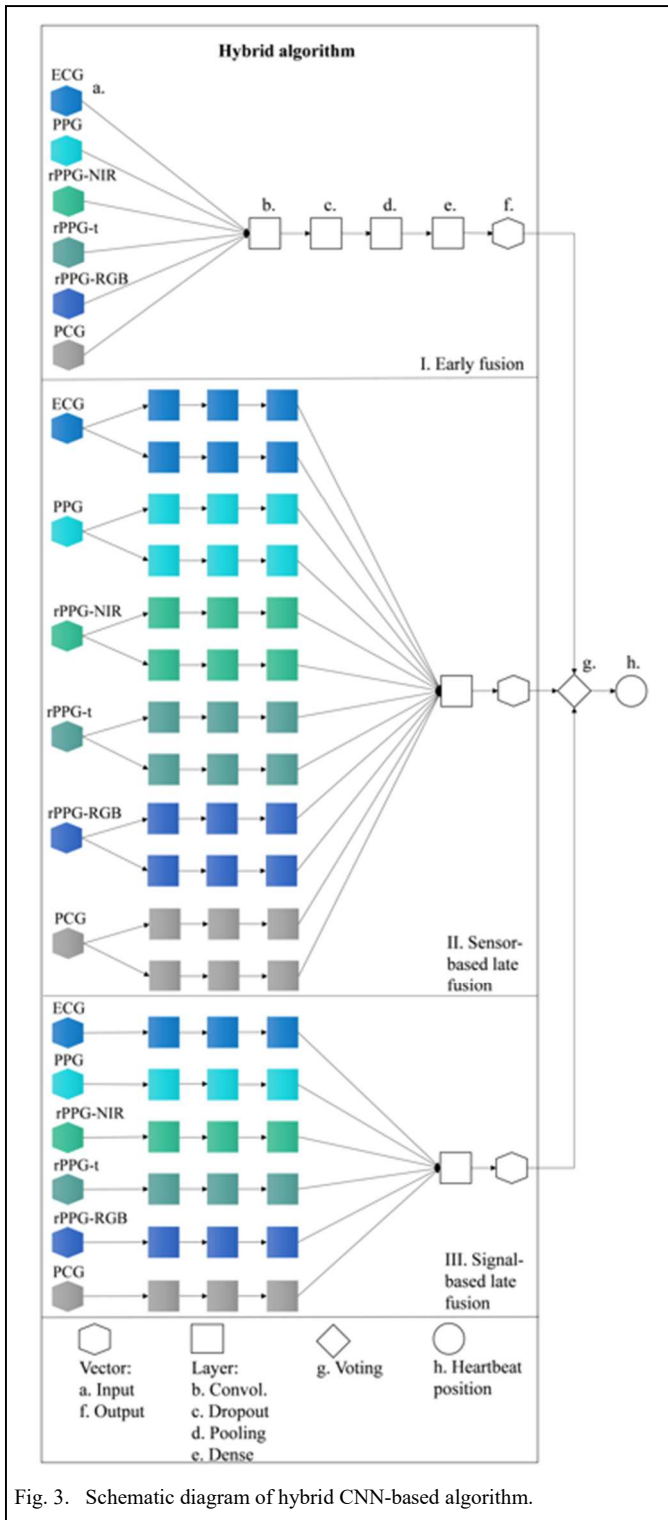 Hybrid algorithm
ECG
a.
PPG
rPPG-NIR
rPPG-t
rPPG-RGB
PCG
b.
c.
d.
e.
f.
I. Early fusion
ECG
PPG
rPPG-NIR
rPPG-t
rPPG-RGB
PCG
g.
h.
II. Sensor-
based late
fusion
ECG
PPG
rPPG-NIR
rPPG-t
rPPG-RGB
PCG
III. Signal-
based late
fusion
Vector:
a. Input
f. Output
Layer:
b. Convol.
c. Dropout
d. Pooling
e. Dense
g. Voting
h. Heartbeat
position
Fig. 3. Schematic diagram of hybrid CNN-based algorithm.